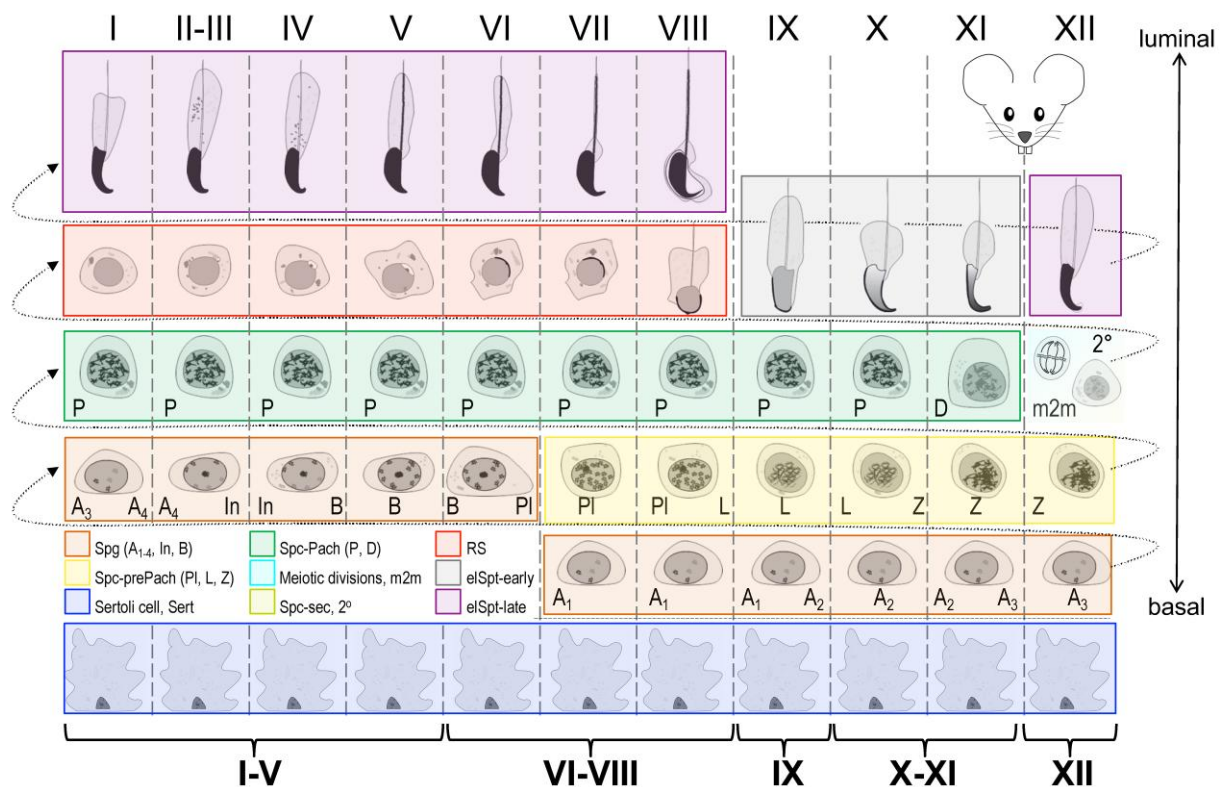 I II-III IV V VI VII VIII IX X XI XII
luminal
2°
P P P P P P P P P D m2m
A₃ A₄ A₄ In In B B B Pl Pl Pl L L L Z Z Z
Spg (A₁₋₄, In, B) Spc-Pach (P, D) RS
Spc-prePach (Pl, L, Z) Meiotic divisions, m2m elSpt-early
Sertoli cell, Sert Spc-sec, 2º elSpt-late
A₁ A₁ A₁ A₂ A₂ A₂ A₃ A₃
basal
I-V VI-VIII IX X-XI XII